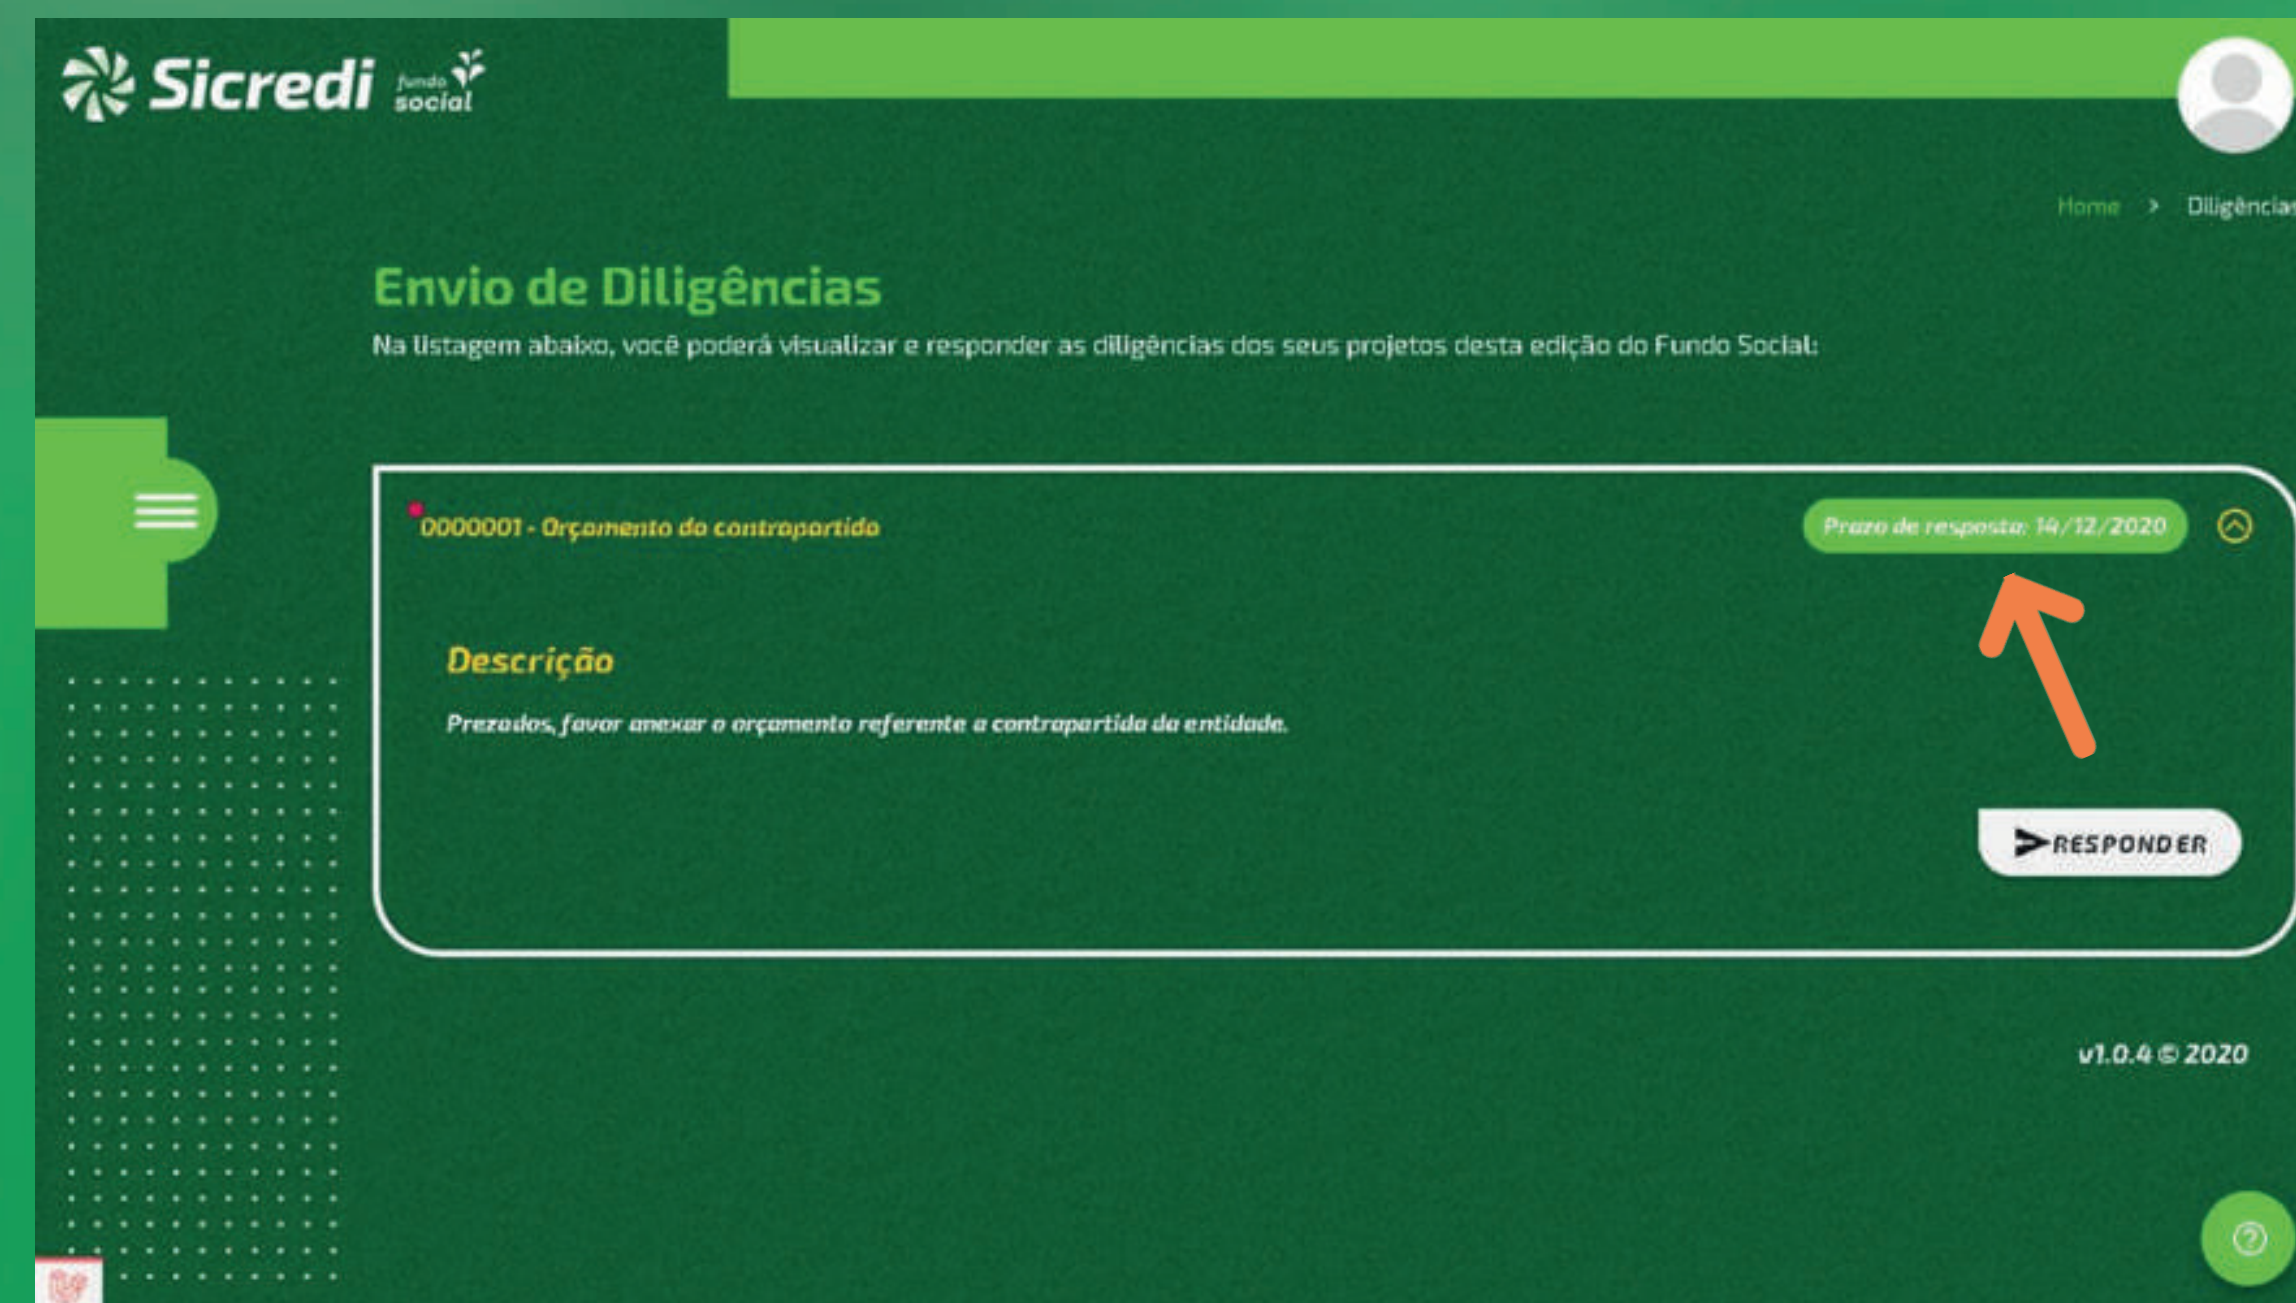 Sicredi fundo social
Home > Diligências
Envio de Diligências
Na listagem abaixo, você poderá visualizar e responder as diligências dos seus projetos desta edição do Fundo Social:
0000001 - Orçamento da contrapartida
Prazo de resposta: 14/12/2020
Descrição
Prezados, favor anexar o orçamento referente a contrapartida da entidade.
RESPONDER
v1.0.4 © 2020